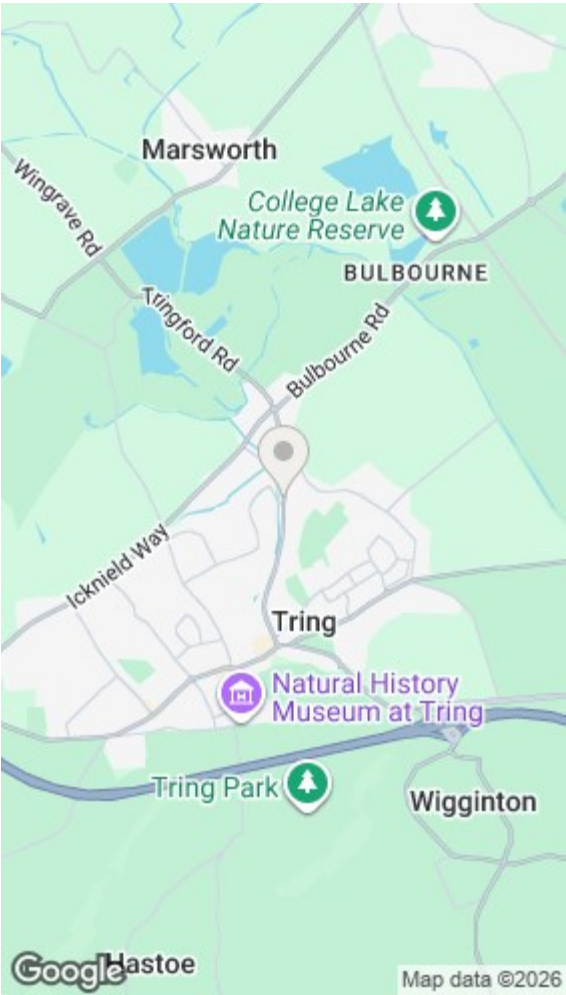 Marsworth
Wingrave Rd
College Lake
Nature Reserve
BULBOURNE
Tringford Rd
Bulbourne Rd
Icknield Way
Tring
Natural History
Museum at Tring
Tring Park
Wigginton
Hastoe
Google
Map data ©2026